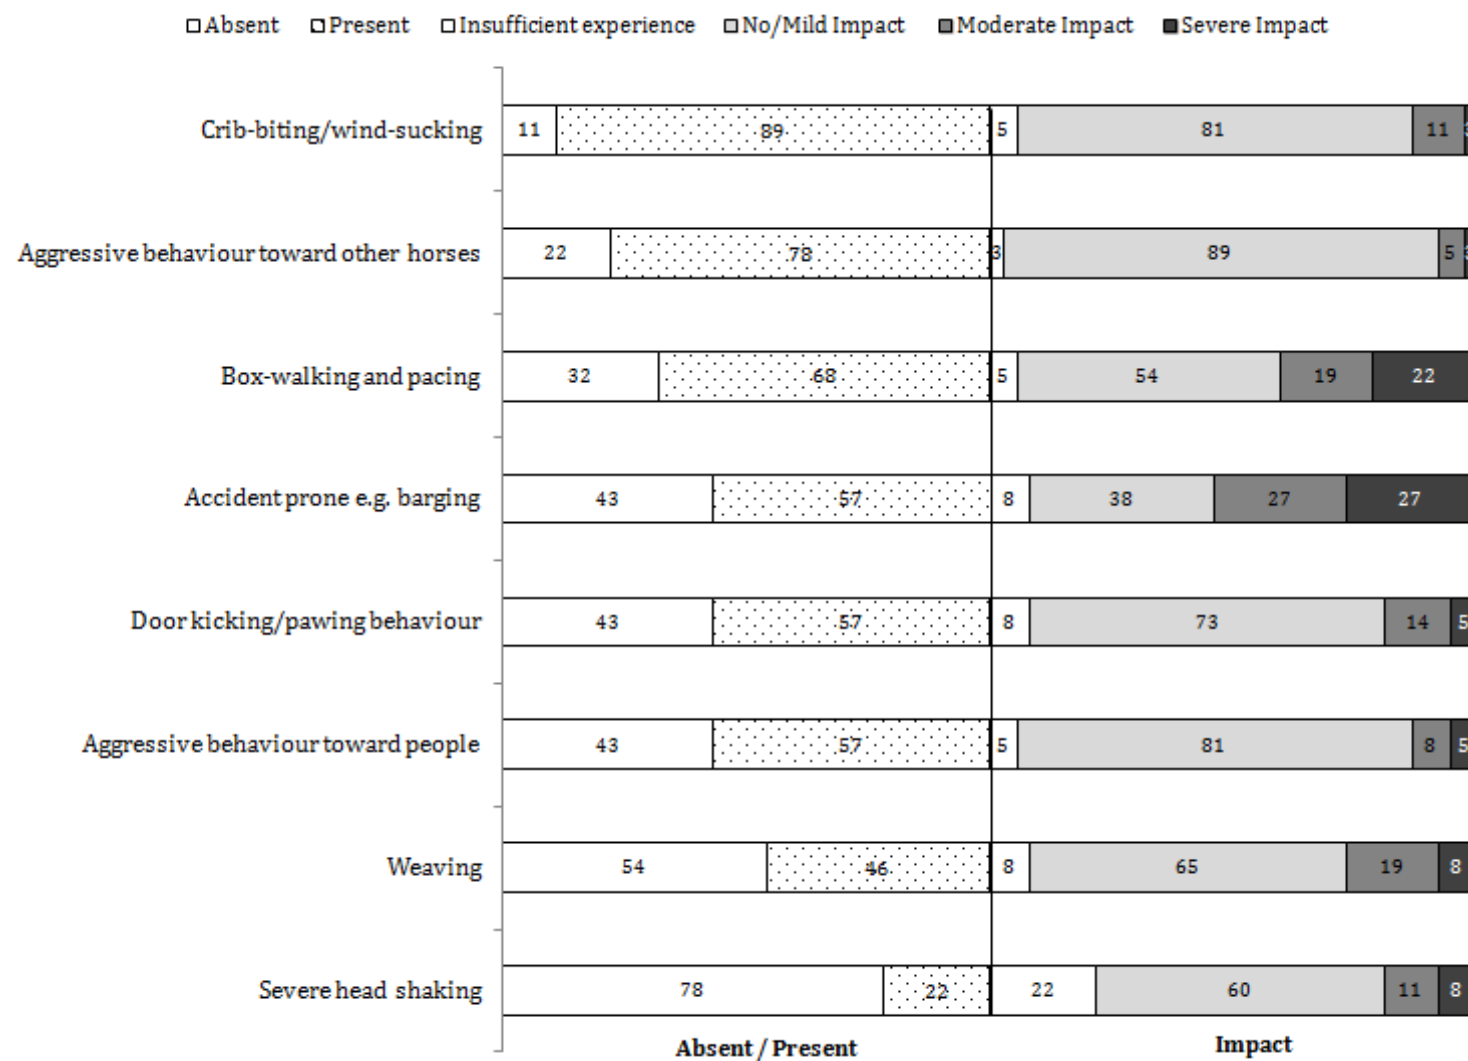 Absent Present Insufficient experience No/Mild Impact Moderate Impact Severe Impact
Crib-biting/wind-sucking 11 89 5 81 11
Aggressive behaviour toward other horses 22 78 3 89 5
Box-walking and pacing 32 68 5 54 19 22
Accident prone e.g. barging 43 57 8 38 27 27
Door kicking/pawing behaviour 43 57 8 73 14 5
Aggressive behaviour toward people 43 57 5 81 8 5
Weaving 54 46 8 65 19 8
Severe head shaking 78 22 22 60 11 8
Absent / Present Impact